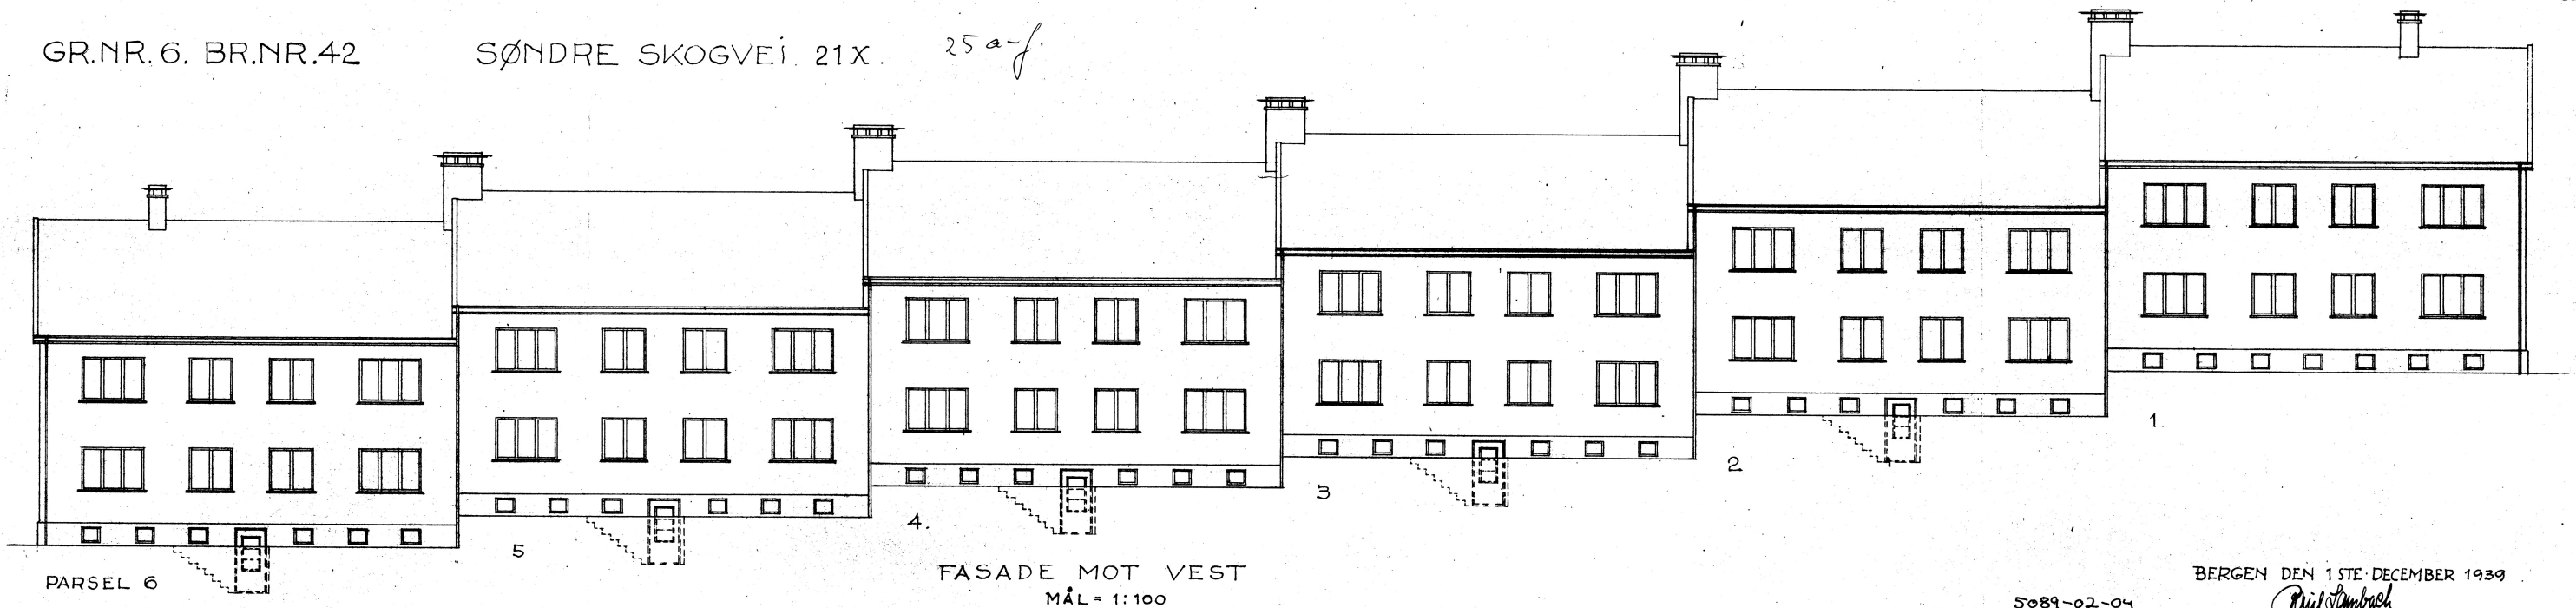 GR.NR. 6. BR.NR. 42 SØNDRE SKOGVEI. 21X. 25 a-f.
1.
2
3
4.
5
PARSEL 6
FASADE MOT VEST
MÅL = 1:100
BERGEN DEN 1STE DECEMBER 1939
5089-02-04